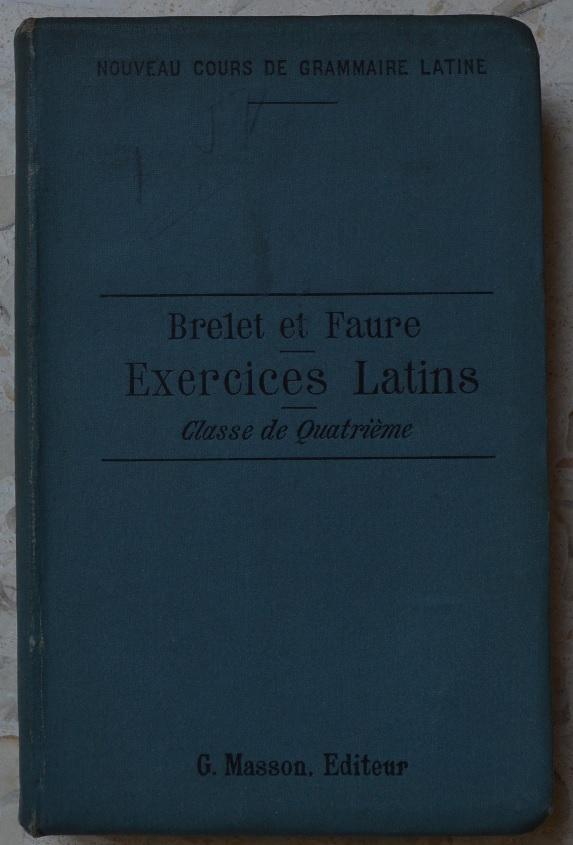 NOUVEAU COURS DE GRAMMAIRE LATINE
Brelet et Faure
Exercices Latins
Classe de Quatrième
G. Masson, Editeur